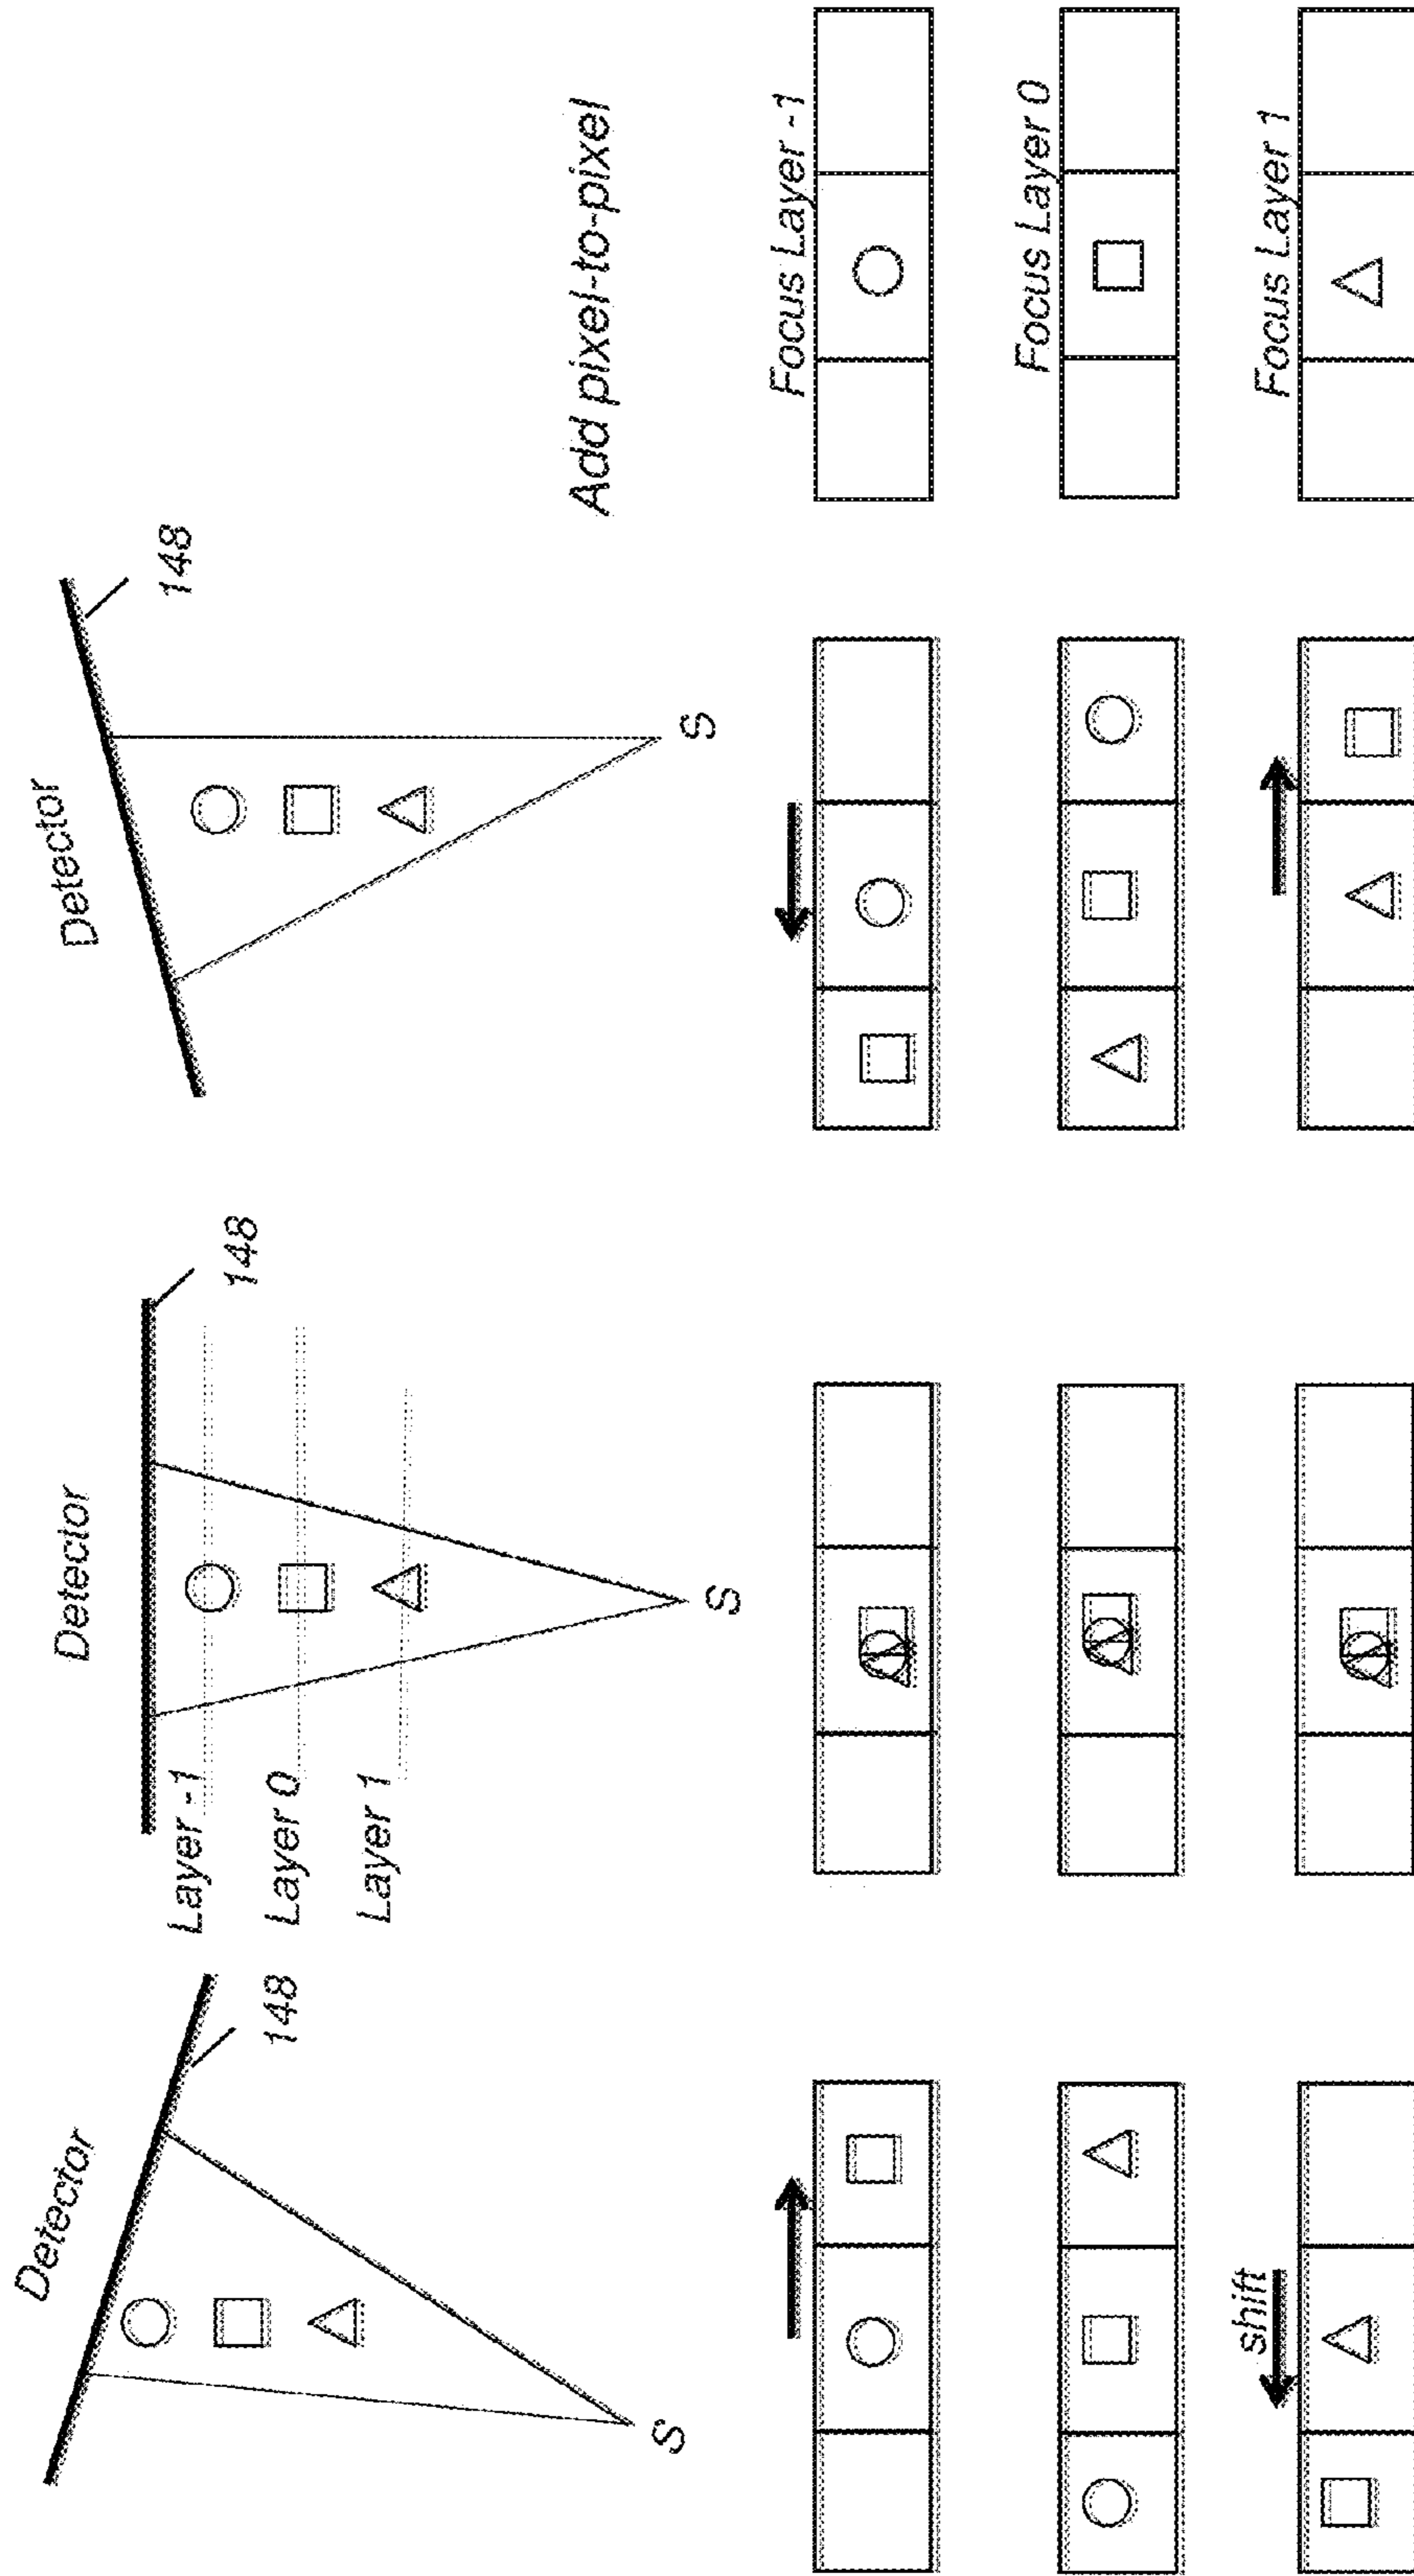 Detector
148
S
Detector
148
Layer -1
Layer 0
Layer 1
S
Detector
148
S
Add pixel-to-pixel
Focus Layer -1
Focus Layer 0
shift
Focus Layer 1